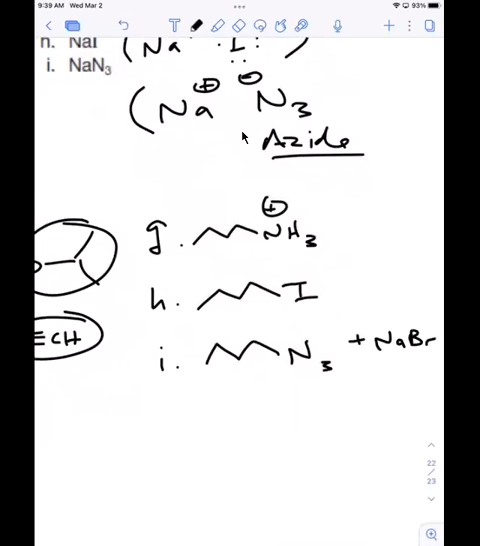 9:39 AM Wed Mar 2
93%
h. NaI (Na I )
i. NaN3
(Na⊕ ⊖N3
Azide
g. NH3 ⊕
≡CH
h. I
i. N3 + NaBr
22
/
23